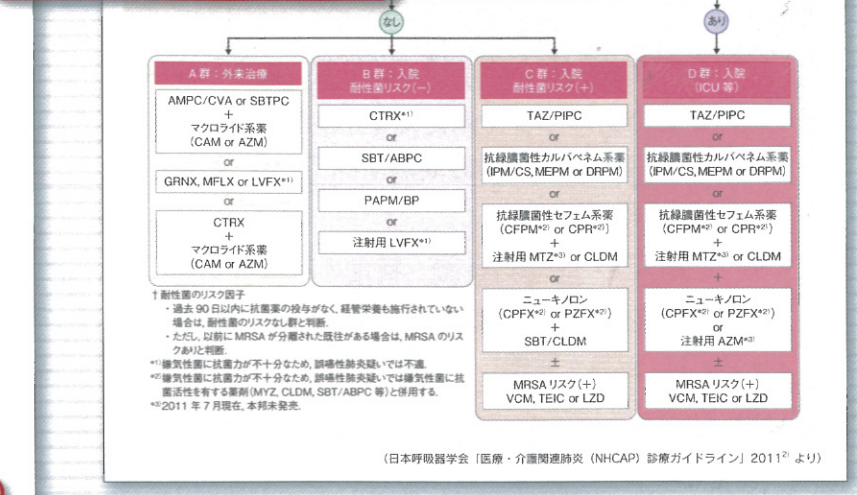 なし
あり
A 群：外来治療
AMPC/CVA or SBTPC
+
マクロライド系薬
(CAM or AZM)
or
GRNX, MFLX or LVFX*1)
or
CTRX
+
マクロライド系薬
(CAM or AZM)
B 群：入院
耐性菌リスク(−)
CTRX*1)
or
SBT/ABPC
or
PAPM/BP
or
注射用 LVFX*1)
C 群：入院
耐性菌リスク(+)
TAZ/PIPC
or
抗緑膿菌性カルバペネム系薬
(IPM/CS, MEPM or DRPM)
or
抗緑膿菌性セフェム系薬
(CFPM*2) or CPR*2)]
+
注射用 MTZ*3) or CLDM
or
ニューキノロン
(CPFX*2) or PZFX*2))
+
SBT/CLDM
±
MRSA リスク(+)
VCM, TEIC or LZD
D 群：入院
(ICU 等)
TAZ/PIPC
or
抗緑膿菌性カルバペネム系薬
(IPM/CS, MEPM or DRPM)
or
抗緑膿菌性セフェム系薬
(CFPM*2) or CPR*2))
+
注射用 MTZ*3) or CLDM
+
ニューキノロン
(CPFX*2) or PZFX*2))
or
注射用 AZM*3)
±
MRSA リスク(+)
VCM, TEIC or LZD
† 耐性菌のリスク因子
・過去 90 日以内に抗菌薬の投与がなく, 経管栄養も施行されていない
場合は, 耐性菌のリスクなし群と判断.
・ただし, 以前に MRSA が分離された既往がある場合は, MRSA のリス
クありと判断.
*1)嫌気性菌に抗菌力が不十分なため, 誤嚥性肺炎疑いでは不適.
*2)嫌気性菌に抗菌力が不十分なため, 誤嚥性肺炎疑いでは嫌気性菌に抗
菌活性を有する薬剤(MYZ, CLDM, SBT/ABPC 等)と併用する.
*3)2011 年 7 月現在, 本邦未発売.
(日本呼吸器学会「医療・介護関連肺炎（NHCAP）診療ガイドライン」2011²⁾ より)